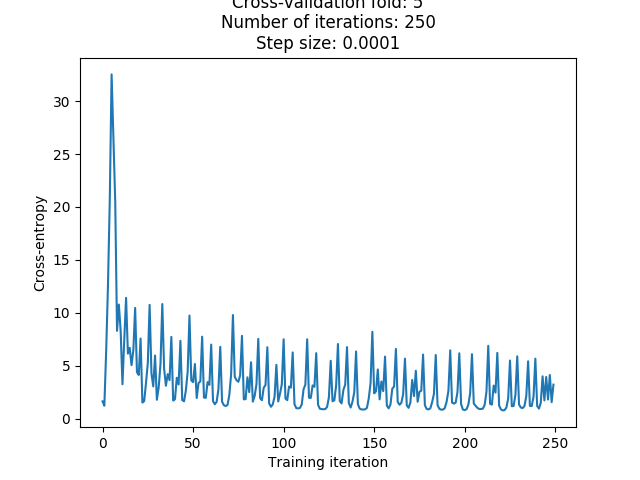 Cross-validation fold: 5
Number of iterations: 250
Step size: 0.0001
30
25
20
15
10
5
0
Cross-entropy
0 50 100 150 200 250
Training iteration